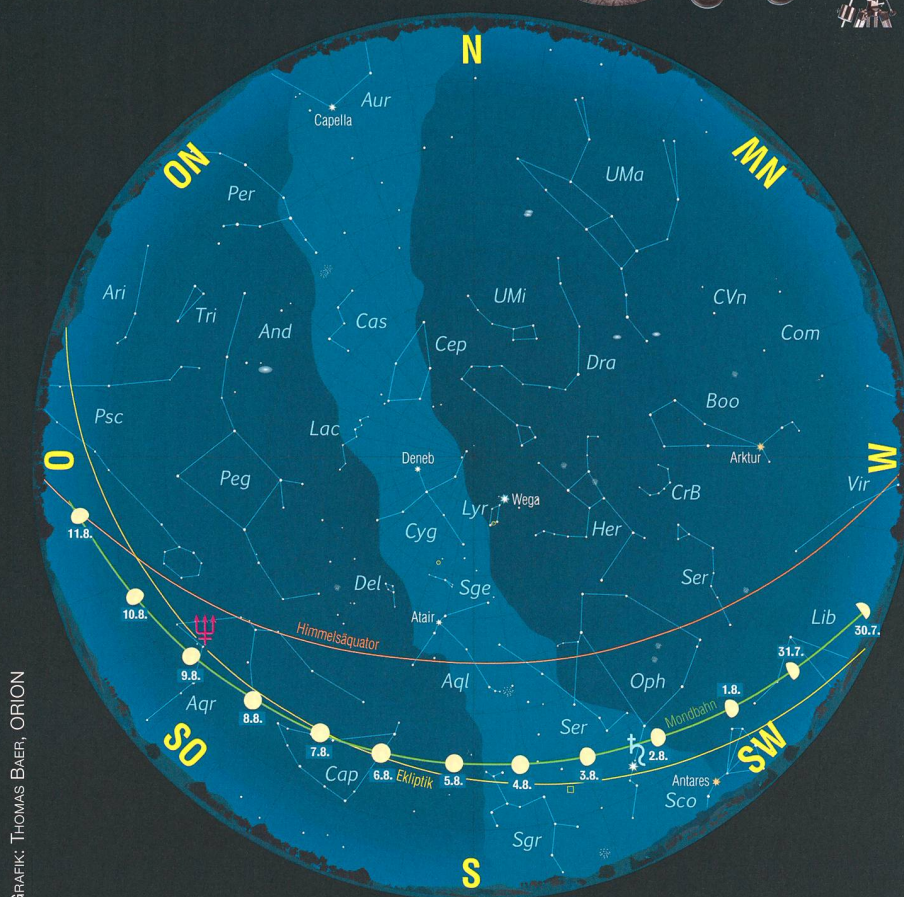 N
Aur
Capella
NO
NW
Per
UMa
Ari
Tri
And
Cas
UMi
CVn
Com
Cep
Dra
Psc
Lac
Boo
Arktur
O
W
Deneb
Peg
Wega
Lyr
CrB
Vir
Cyg
Her
11.8.
Del
Sge
Ser
10.8.
Atair
Himmelsäquator
Lib
30.7.
31.7.
9.8.
Aql
Oph
1.8.
Aqr
8.8.
Mondbahn
SO
7.8.
Ser
2.8.
SW
Cap
6.8.
Ekliptik
5.8.
4.8.
3.8.
Antares
Sco
Sgr
S
GRAFIK: THOMAS BAER, ORION